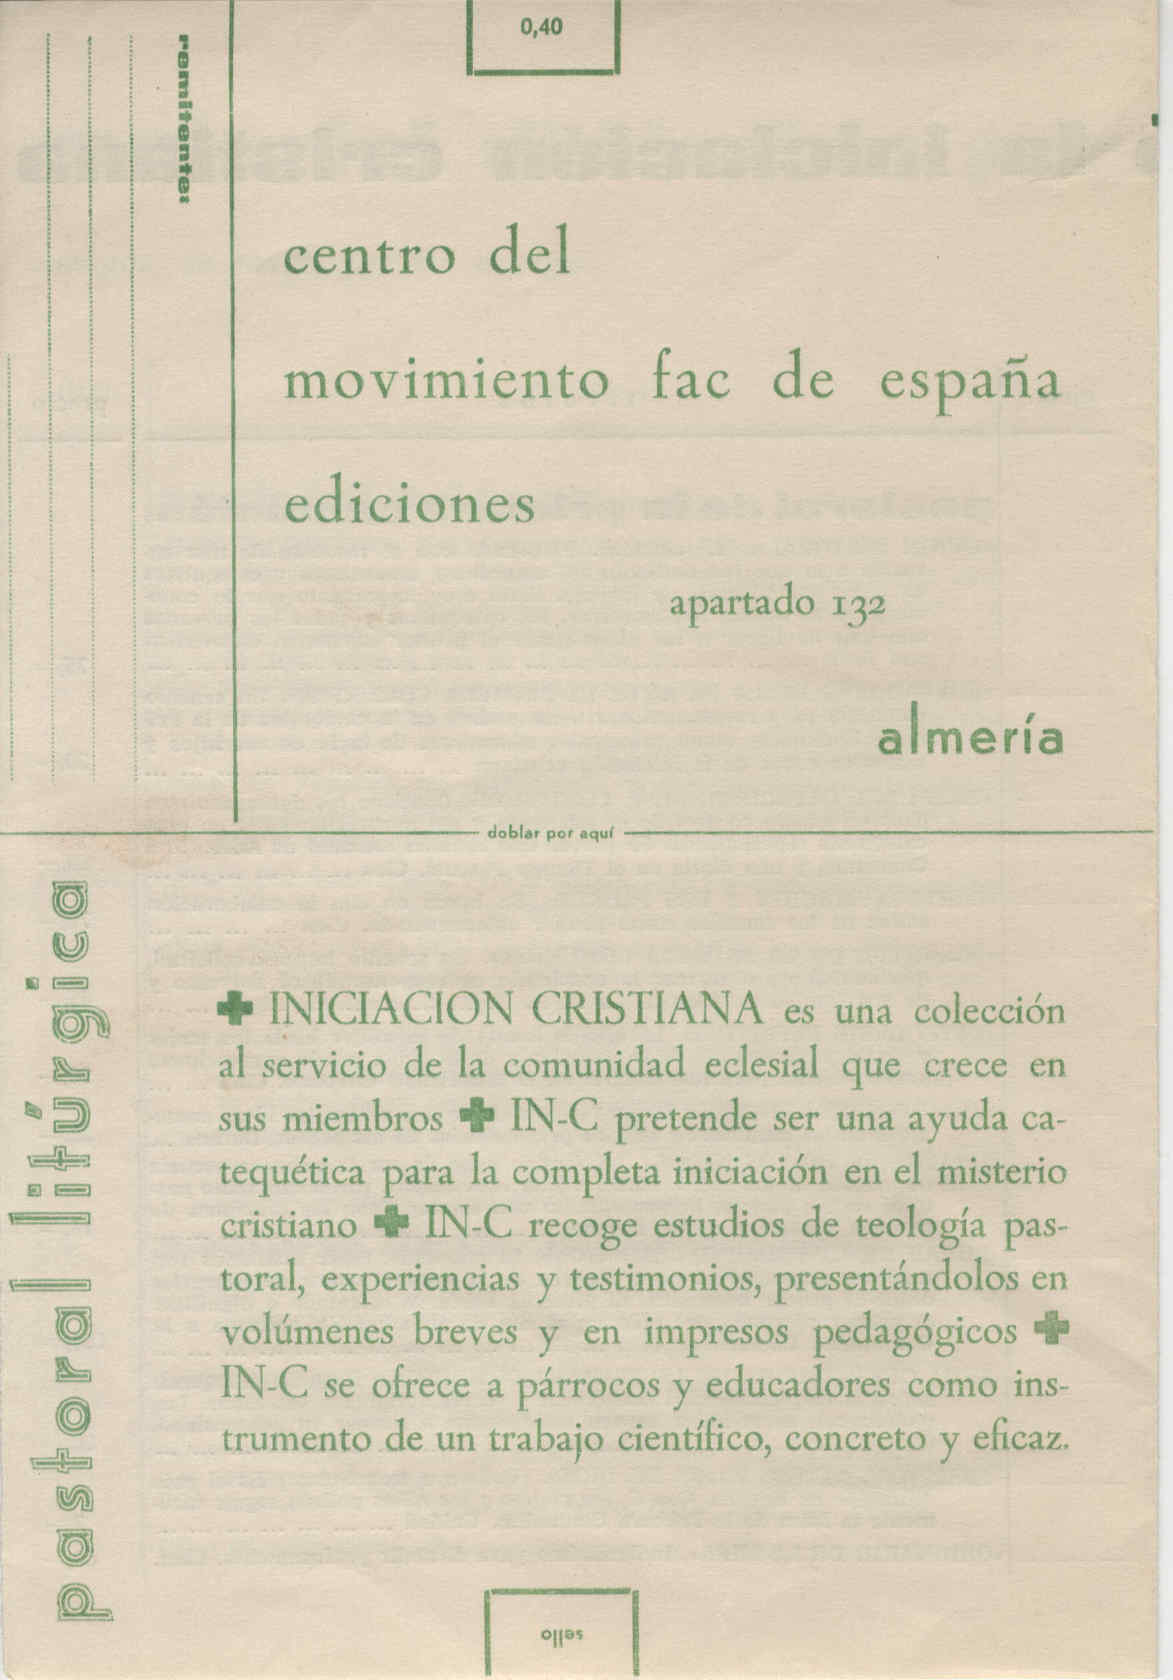 0,40
remitente:
centro del
movimiento fac de españa
ediciones
apartado 132
almería
doblar por aquí
pastoral litúrgica
✚ INICIACION CRISTIANA es una colección
al servicio de la comunidad eclesial que crece en
sus miembros ✚ IN-C pretende ser una ayuda ca-
tequética para la completa iniciación en el misterio
cristiano ✚ IN-C recoge estudios de teología pas-
toral, experiencias y testimonios, presentándolos en
volúmenes breves y en impresos pedagógicos ✚
IN-C se ofrece a párrocos y educadores como ins-
trumento de un trabajo científico, concreto y eficaz.
sello